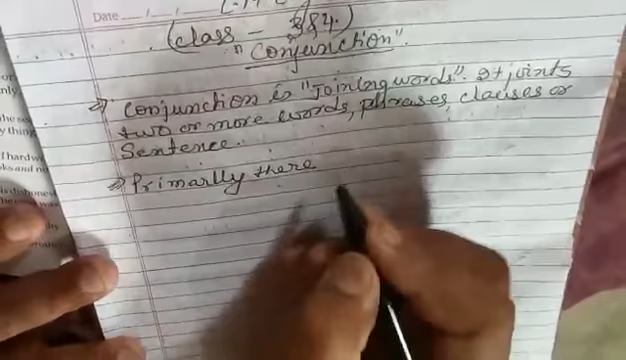 Date
(class - 384.)
"Conjunction".
⇒ Conjunction is "Joining words". It joints
two or more words, phrases, clauses or
Sentence.
⇒ Primarlly there